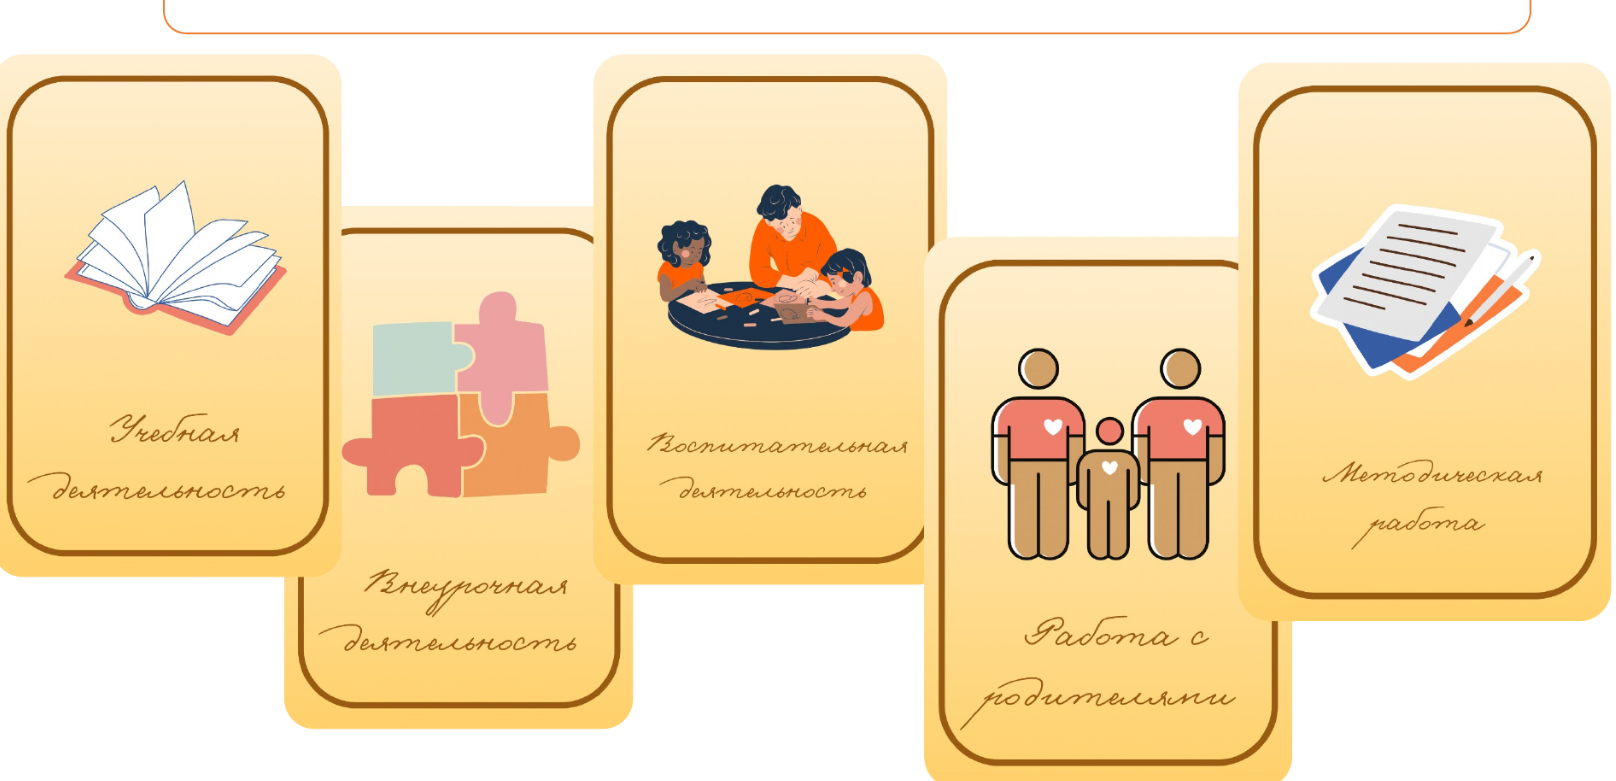 Учебная
деятельность
Внеурочная
деятельность
Воспитательная
деятельность
Работа с
родителями
Методическая
работа